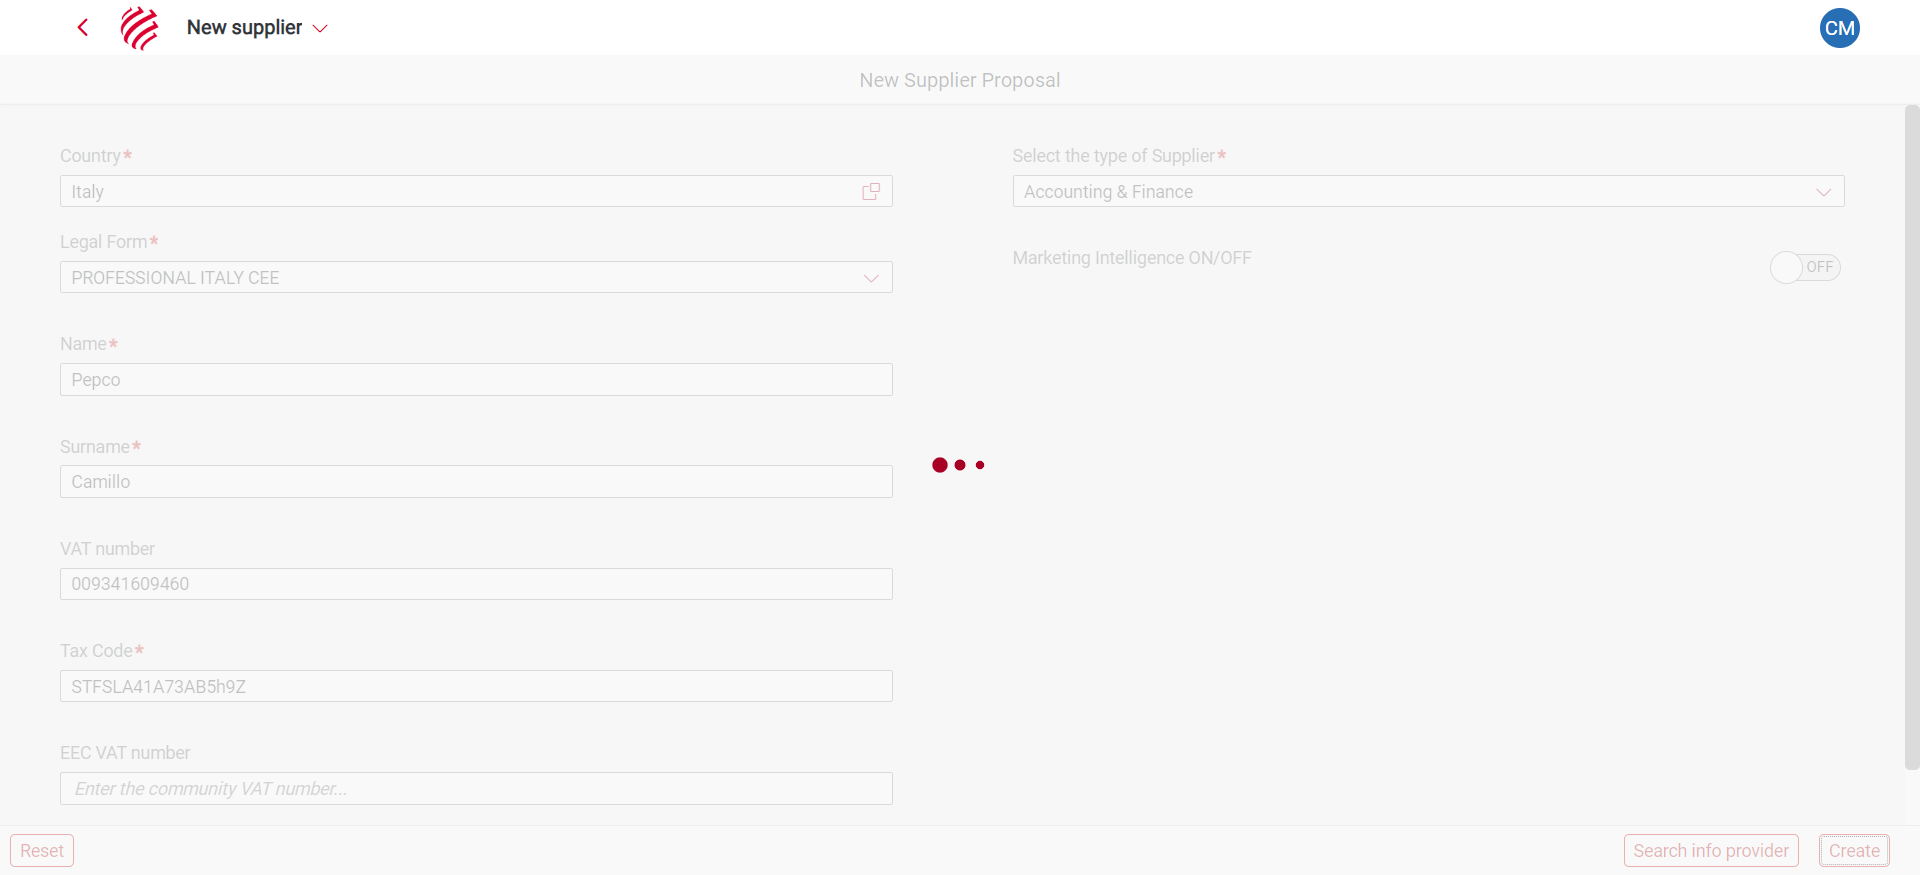 New supplier
CM
New Supplier Proposal
Country*
Italy
Legal Form*
PROFESSIONAL ITALY CEE
Name*
Pepco
Surname*
Camillo
VAT number
009341609460
Tax Code*
STFSLA41A73AB5h9Z
EEC VAT number
Enter the community VAT number...
Select the type of Supplier*
Accounting & Finance
Marketing Intelligence ON/OFF
OFF
Reset
Search info provider
Create